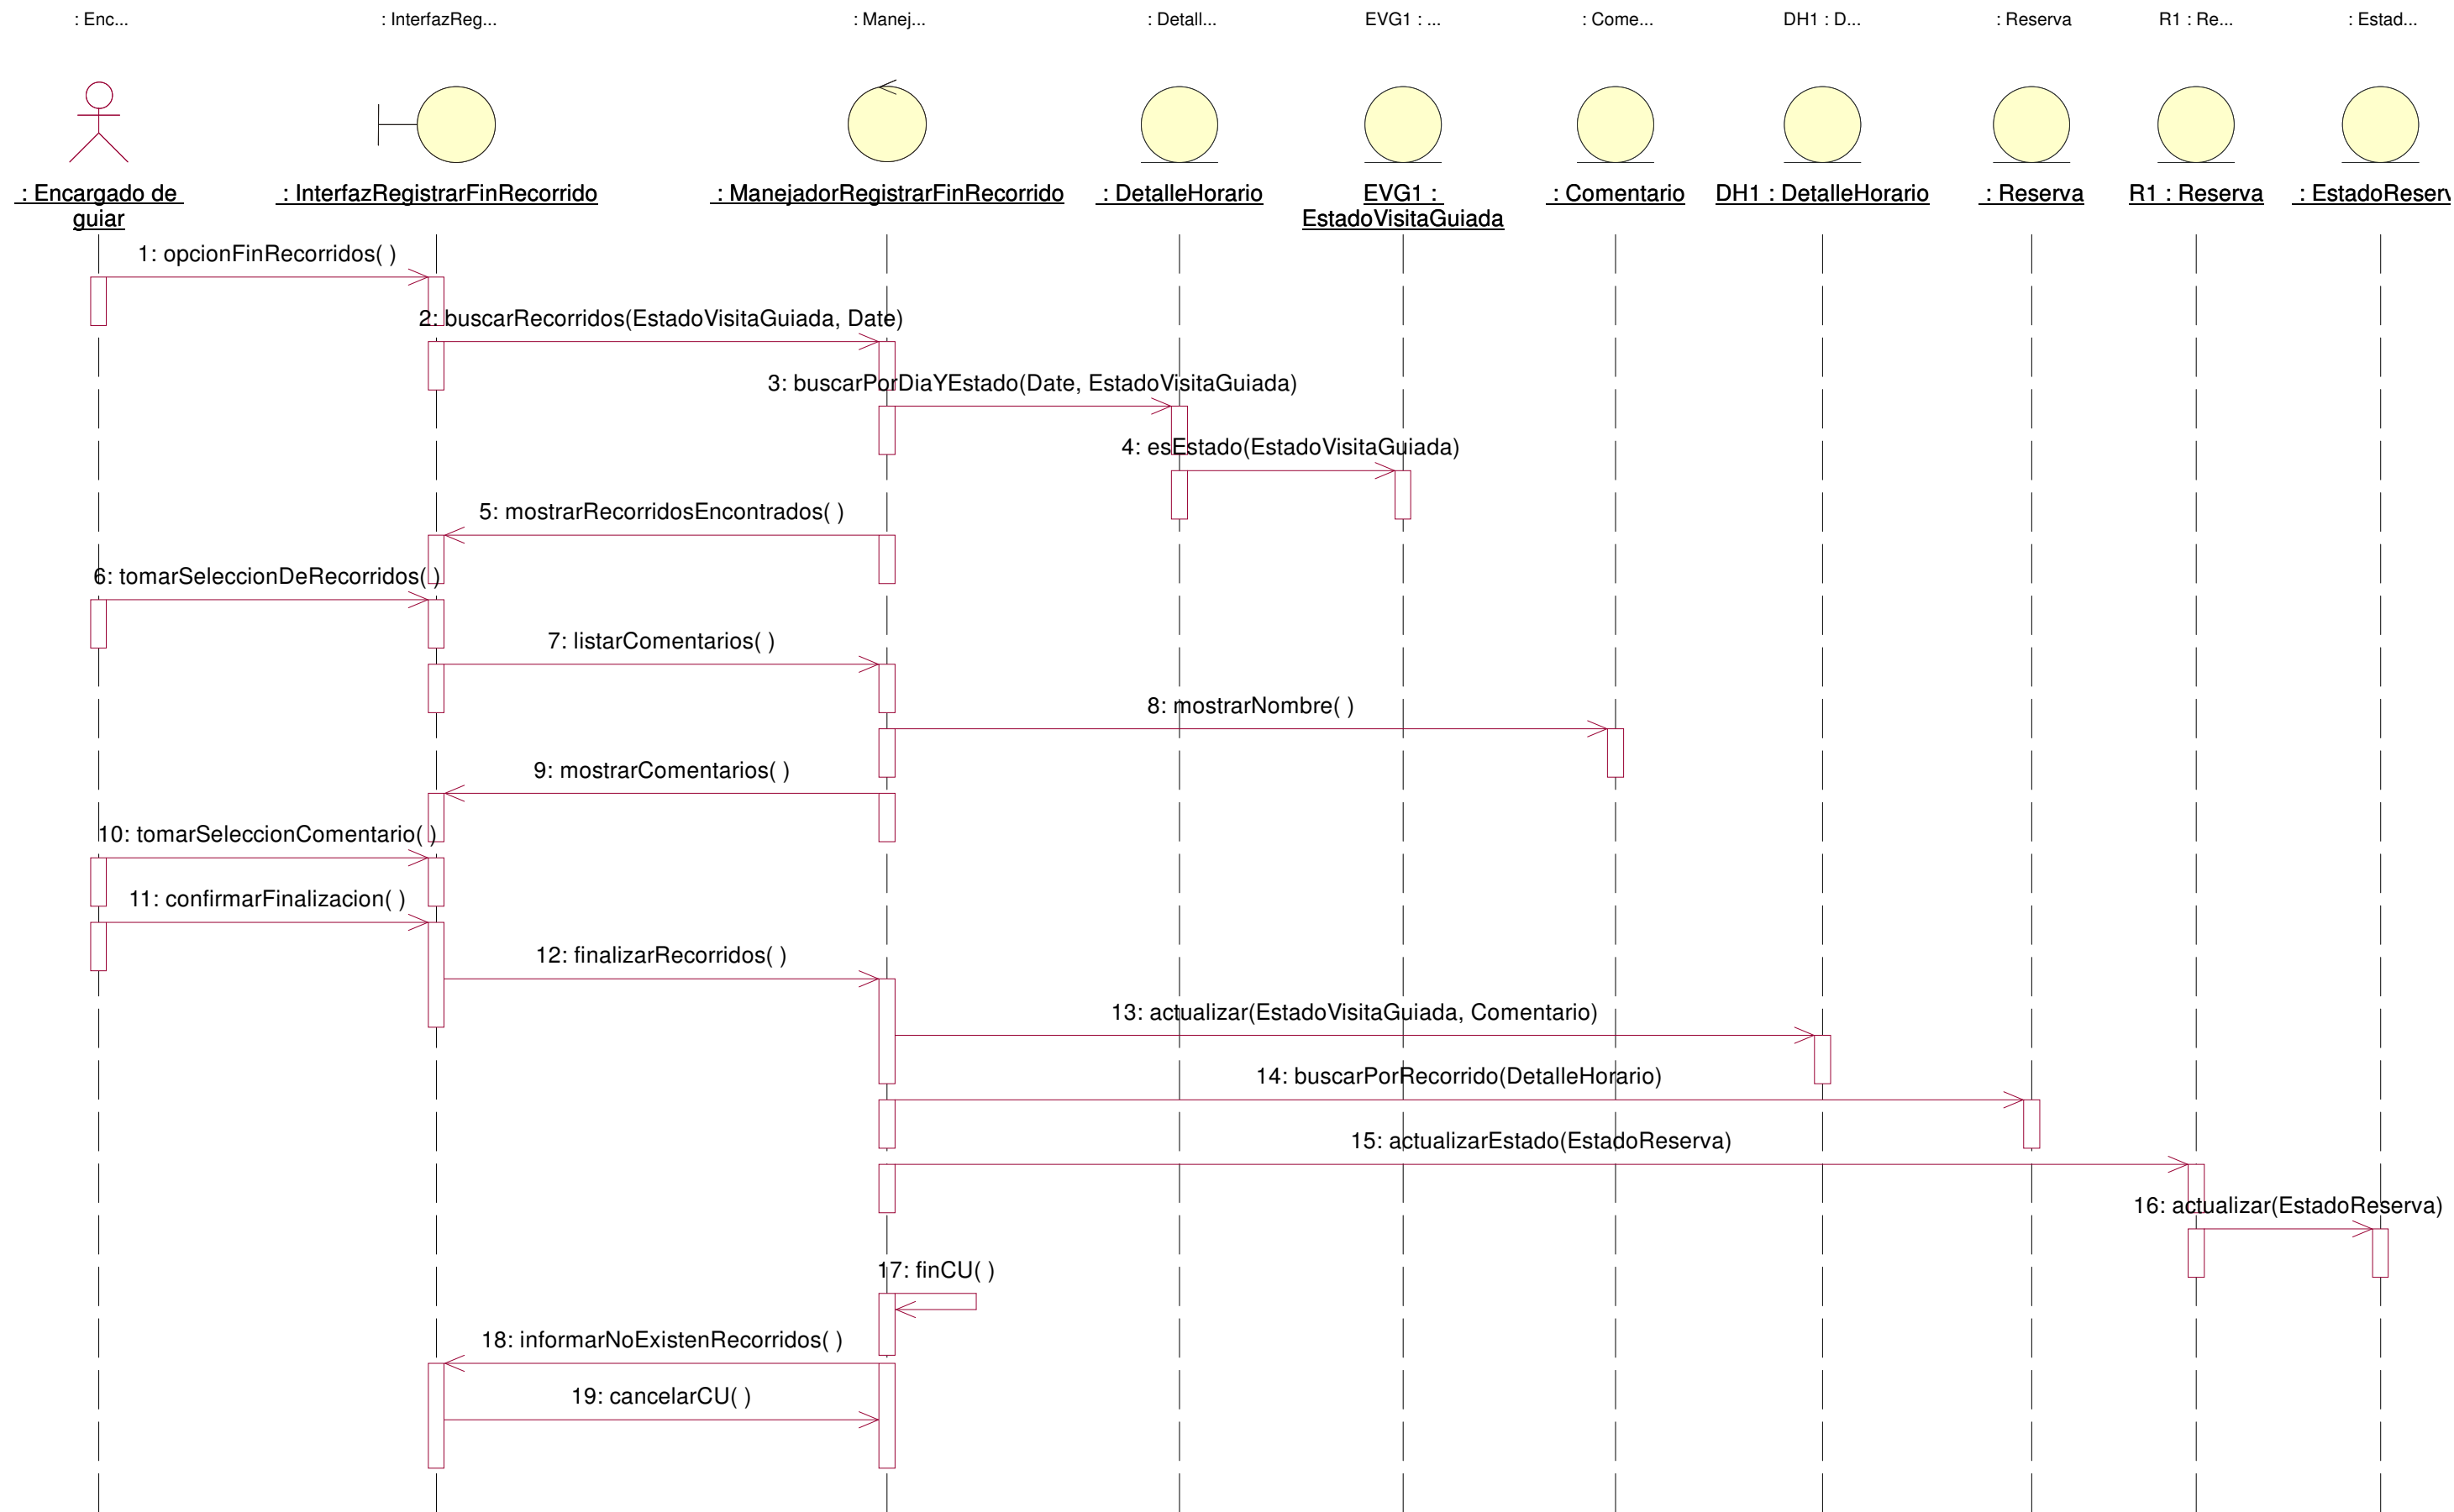 : Enc...
: InterfazReg...
: Manej...
: Detall...
EVG1 : ...
: Come...
DH1 : D...
: Reserva
R1 : Re...
: Estad...
: Encargado de
guiar
: InterfazRegistrarFinRecorrido
: ManejadorRegistrarFinRecorrido
: DetalleHorario
EVG1 :
EstadoVisitaGuiada
: Comentario
DH1 : DetalleHorario
: Reserva
R1 : Reserva
: EstadoReserv
1: opcionFinRecorridos( )
2: buscarRecorridos(EstadoVisitaGuiada, Date)
3: buscarPorDiaYEstado(Date, EstadoVisitaGuiada)
4: esEstado(EstadoVisitaGuiada)
5: mostrarRecorridosEncontrados( )
6: tomarSeleccionDeRecorridos( )
7: listarComentarios( )
8: mostrarNombre( )
9: mostrarComentarios( )
10: tomarSeleccionComentario( )
11: confirmarFinalizacion( )
12: finalizarRecorridos( )
13: actualizar(EstadoVisitaGuiada, Comentario)
14: buscarPorRecorrido(DetalleHorario)
15: actualizarEstado(EstadoReserva)
16: actualizar(EstadoReserva)
17: finCU( )
18: informarNoExistenRecorridos( )
19: cancelarCU( )